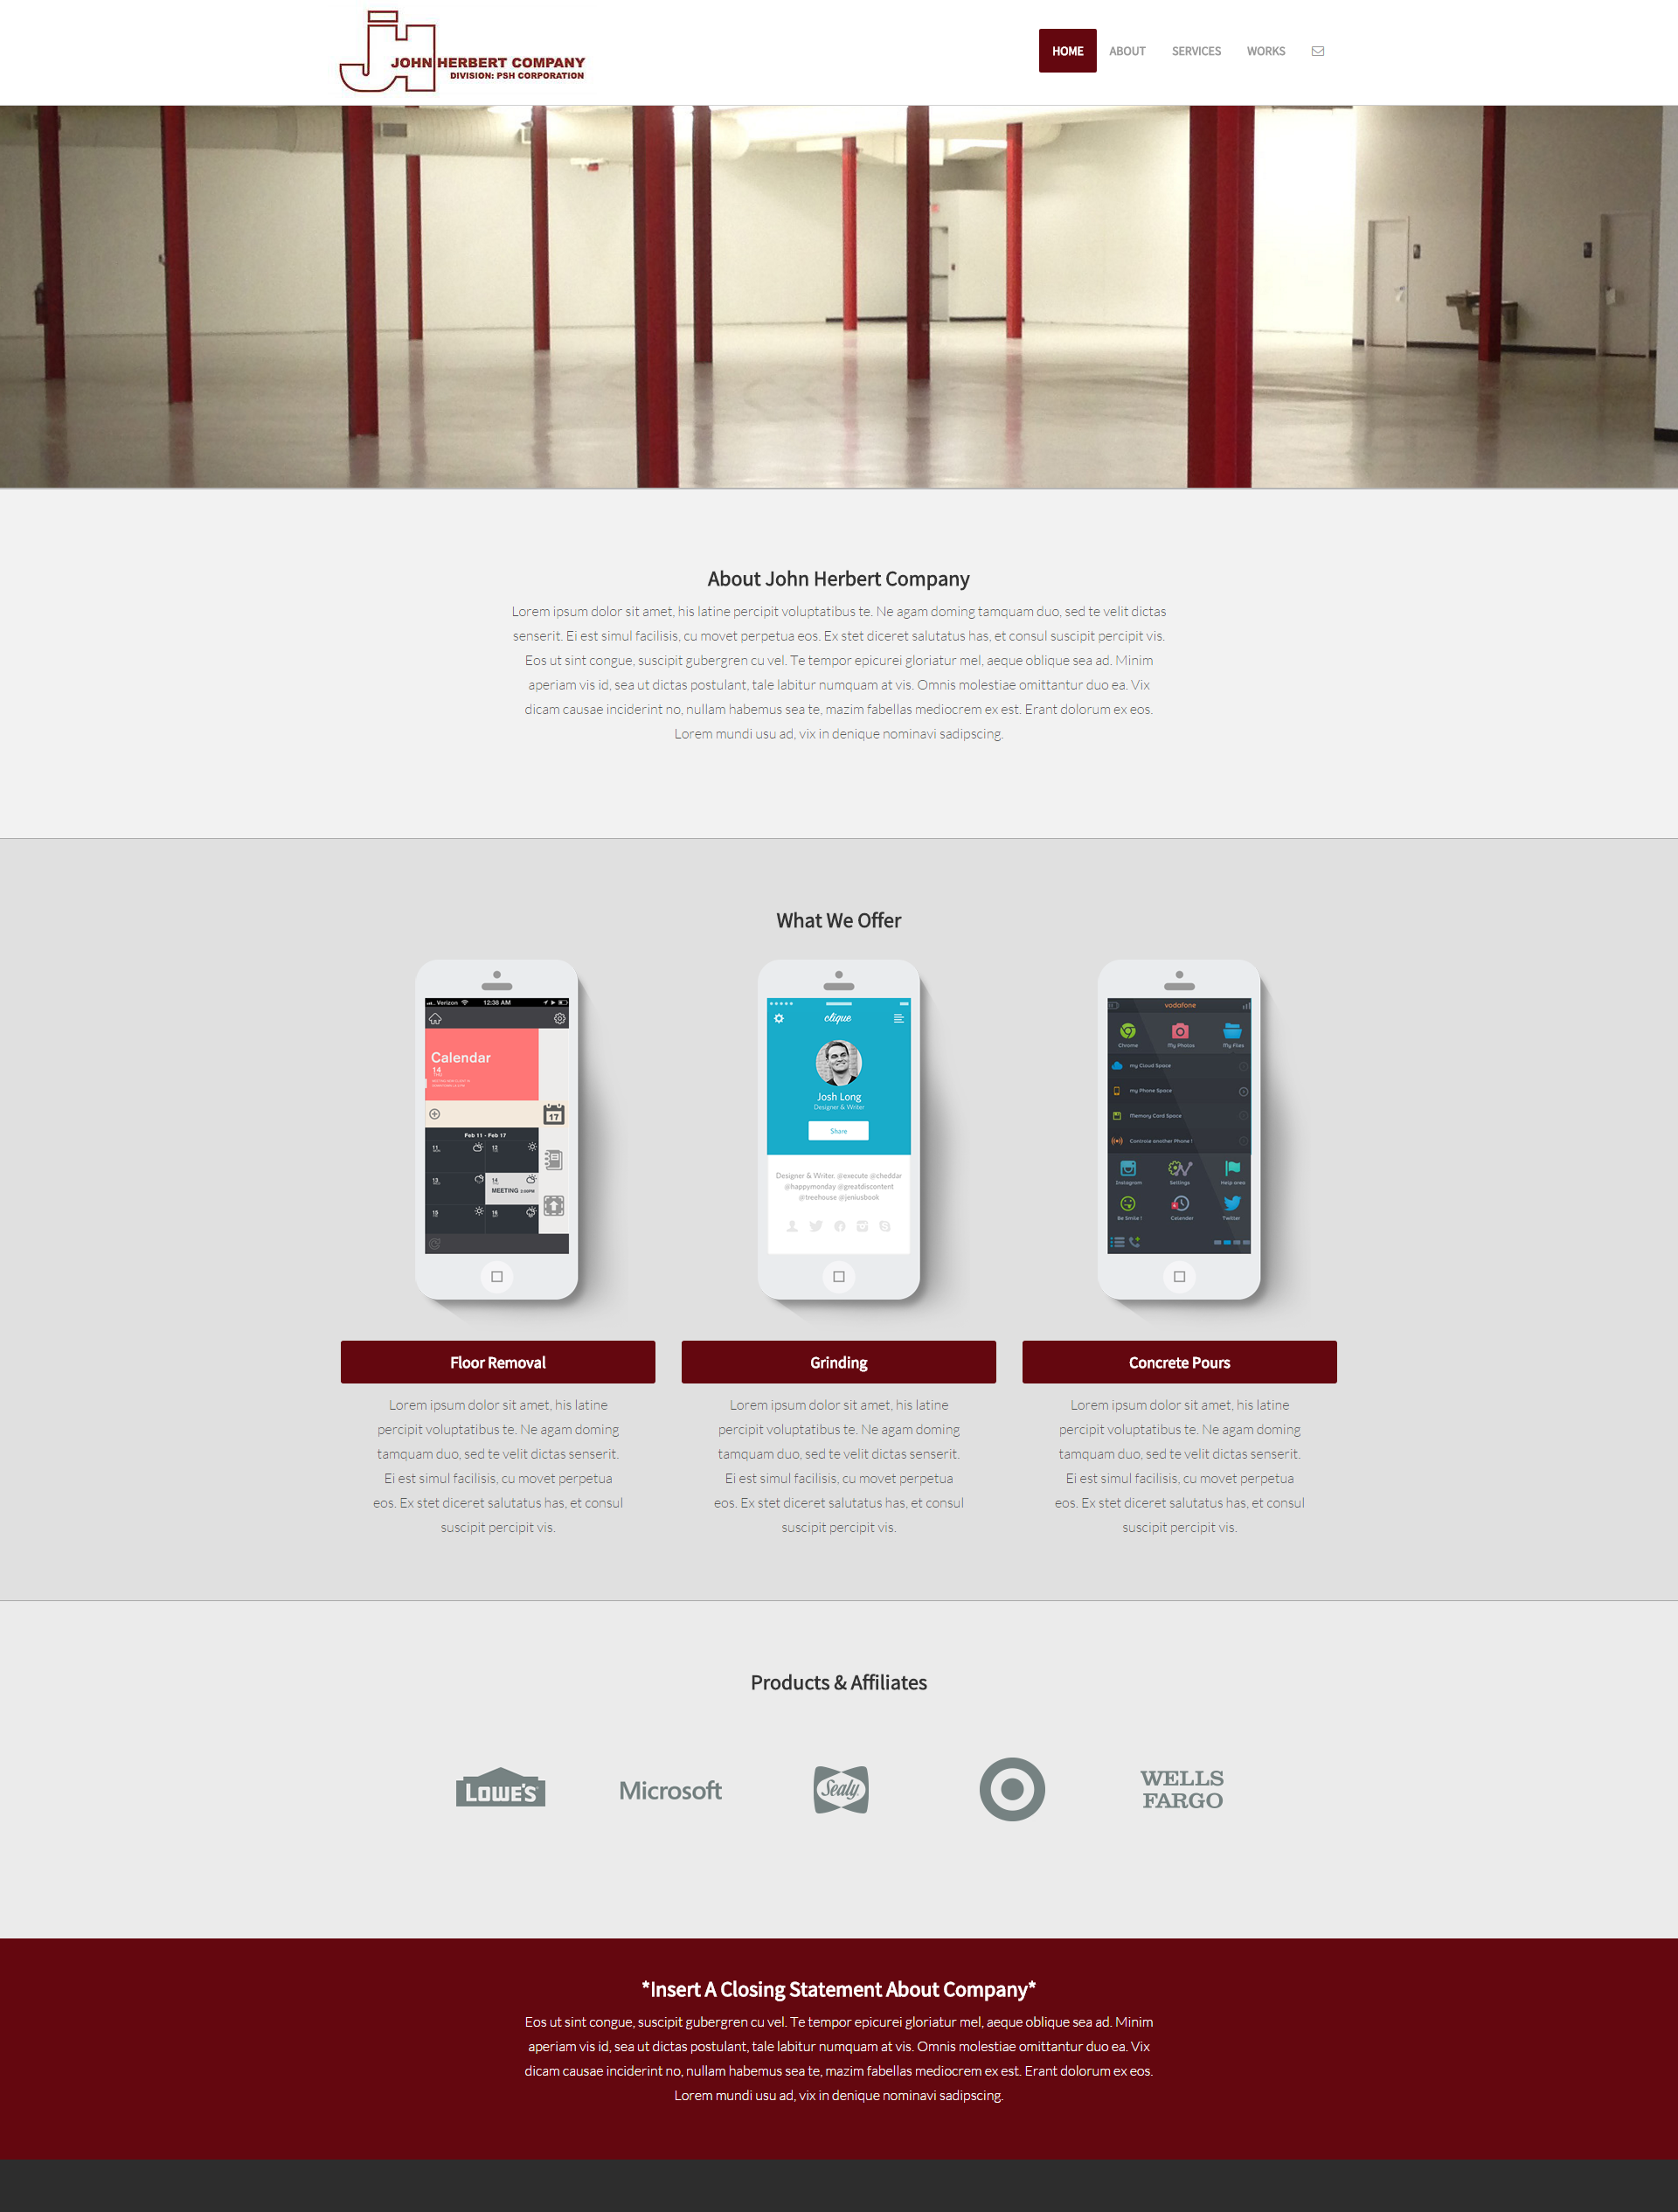 JOHN HERBERT COMPANY
DIVISION: PSH CORPORATION
HOME ABOUT SERVICES WORKS
About John Herbert Company
Lorem ipsum dolor sit amet, his latine percipit voluptatibus te. Ne agam doming tamquam duo, sed te velit dictas
senserit. Ei est simul facilisis, cu movet perpetua eos. Ex stet diceret salutatus has, et consul suscipit percipit vis.
Eos ut sint congue, suscipit gubergren cu vel. Te tempor epicurei gloriatur mel, aeque oblique sea ad. Minim
aperiam vis id, sea ut dictas postulant, tale labitur numquam at vis. Omnis molestiae omittantur duo ea. Vix
dicam causae inciderint no, nullam habemus sea te, mazim fabellas mediocrem ex est. Erant dolorum ex eos.
Lorem mundi usu ad, vix in denique nominavi sadipscing.
What We Offer
Verizon 12:38 AM
Calendar
14
THU
17
Feb 11 - Feb 17
11
12
13
14
MEETING 2:00PM
15
16
clique
Josh Long
Designer & Writer
Share
Designer & Writer. @execute @cheddar
@happymonday @greatdiscontent
@treehouse @jeniusbook
vodafone
Chrome My Photos My Files
my Cloud Space
my Phone Space
Memory Card Space
Controle another Phone !
Instagram Settings Help area
Be Smile ! Calander Twitter
Floor Removal
Lorem ipsum dolor sit amet, his latine
percipit voluptatibus te. Ne agam doming
tamquam duo, sed te velit dictas senserit.
Ei est simul facilisis, cu movet perpetua
eos. Ex stet diceret salutatus has, et consul
suscipit percipit vis.
Grinding
Lorem ipsum dolor sit amet, his latine
percipit voluptatibus te. Ne agam doming
tamquam duo, sed te velit dictas senserit.
Ei est simul facilisis, cu movet perpetua
eos. Ex stet diceret salutatus has, et consul
suscipit percipit vis.
Concrete Pours
Lorem ipsum dolor sit amet, his latine
percipit voluptatibus te. Ne agam doming
tamquam duo, sed te velit dictas senserit.
Ei est simul facilisis, cu movet perpetua
eos. Ex stet diceret salutatus has, et consul
suscipit percipit vis.
Products & Affiliates
LOWE'S
Microsoft
Sealy
WELLS
FARGO
*Insert A Closing Statement About Company*
Eos ut sint congue, suscipit gubergren cu vel. Te tempor epicurei gloriatur mel, aeque oblique sea ad. Minim
aperiam vis id, sea ut dictas postulant, tale labitur numquam at vis. Omnis molestiae omittantur duo ea. Vix
dicam causae inciderint no, nullam habemus sea te, mazim fabellas mediocrem ex est. Erant dolorum ex eos.
Lorem mundi usu ad, vix in denique nominavi sadipscing.